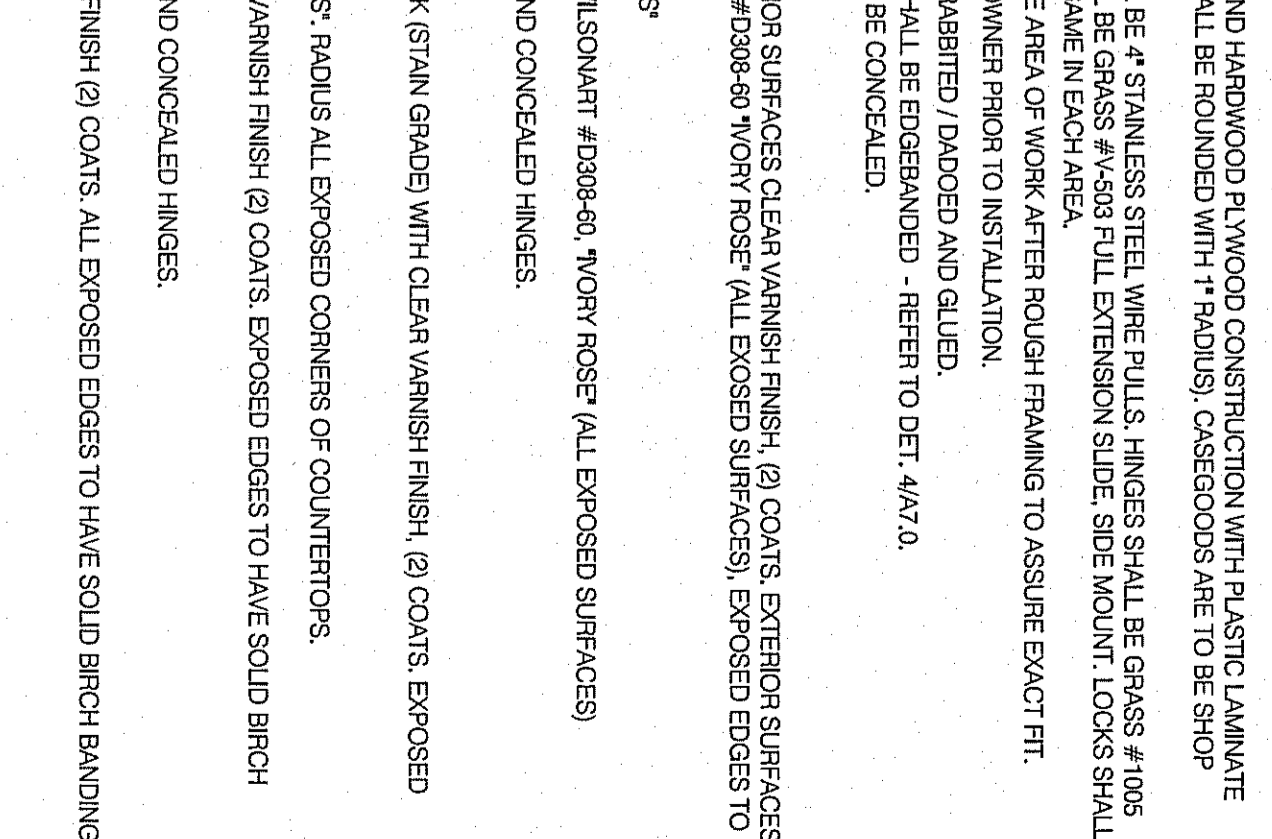 ND HARDWOOD PLYWOOD CONSTRUCTION WITH PLASTIC LAMINATE
ALL BE ROUNDED WITH 1" RADIUS). CASEGOODS ARE TO BE SHOP
BE 4" STAINLESS STEEL WIRE PULLS. HINGES SHALL BE GRASS #1005
L BE GRASS #V-503 FULL EXTENSION SLIDE, SIDE MOUNT. LOCKS SHALL
SAME IN EACH AREA.
E AREA OF WORK AFTER ROUGH FRAMING TO ASSURE EXACT FIT.
OWNER PRIOR TO INSTALLATION.
RABBITED / DADOED AND GLUED.
HALL BE EDGEBANDED - REFER TO DET. 4/A7.0.
BE CONCEALED.
IOR SURFACES CLEAR VARNISH FINISH, (2) COATS. EXTERIOR SURFACES
#D308-60 "IVORY ROSE" (ALL EXOSED SURFACES), EXPOSED EDGES TO
S"
ILSONART #D308-60, "IVORY ROSE" (ALL EXPOSED SURFACES)
ND CONCEALED HINGES.
K (STAIN GRADE) WITH CLEAR VARNISH FINISH, (2) COATS. EXPOSED
S". RADIUS ALL EXPOSED CORNERS OF COUNTERTOPS.
VARNISH FINISH (2) COATS. EXPOSED EDGES TO HAVE SOLID BIRCH
ND CONCEALED HINGES.
FINISH (2) COATS. ALL EXPOSED EDGES TO HAVE SOLID BIRCH BANDING